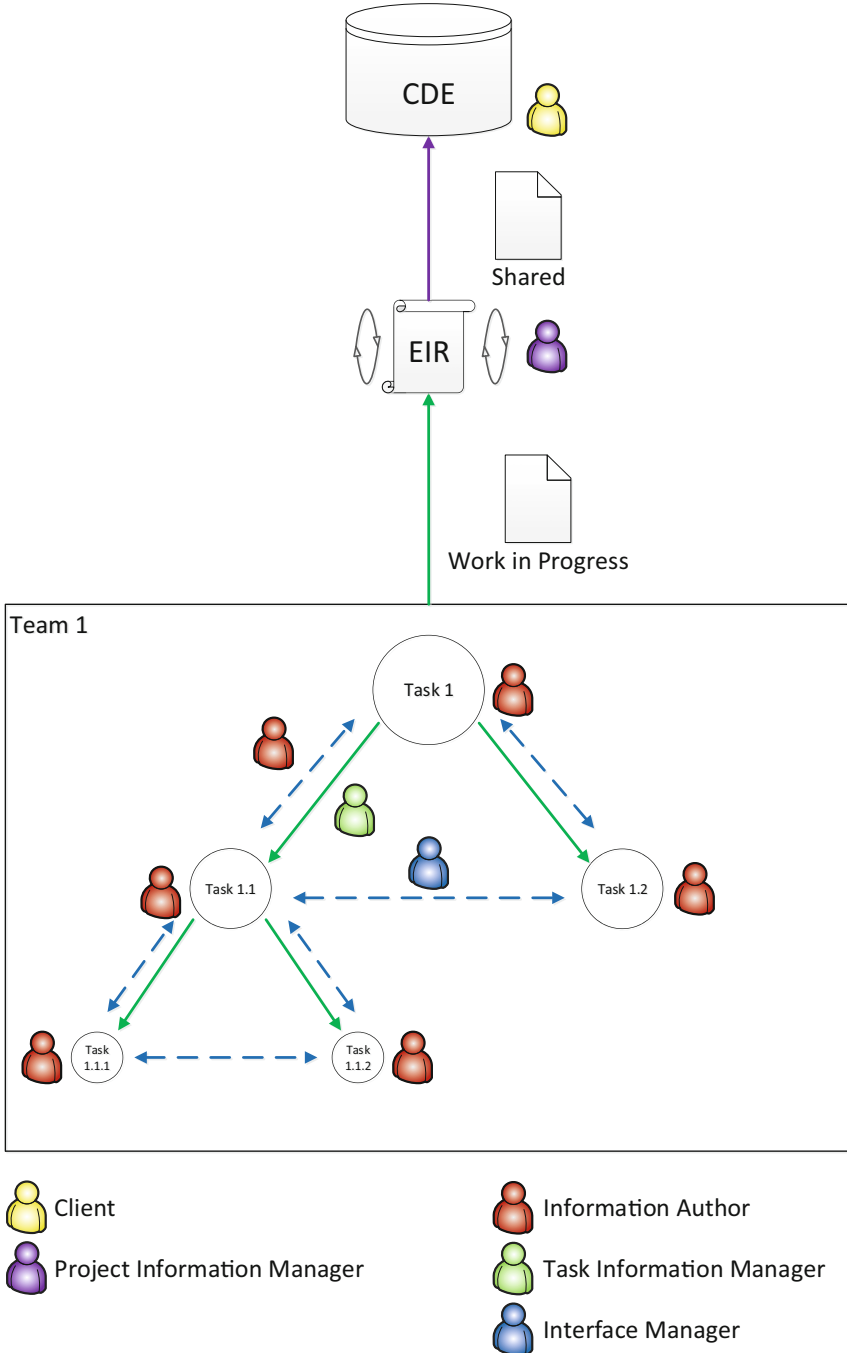 CDE
Shared
EIR
Work in Progress
Team 1
Task 1
Task 1.1
Task 1.2
Task
1.1.1
Task
1.1.2
Client
Information Author
Project Information Manager
Task Information Manager
Interface Manager